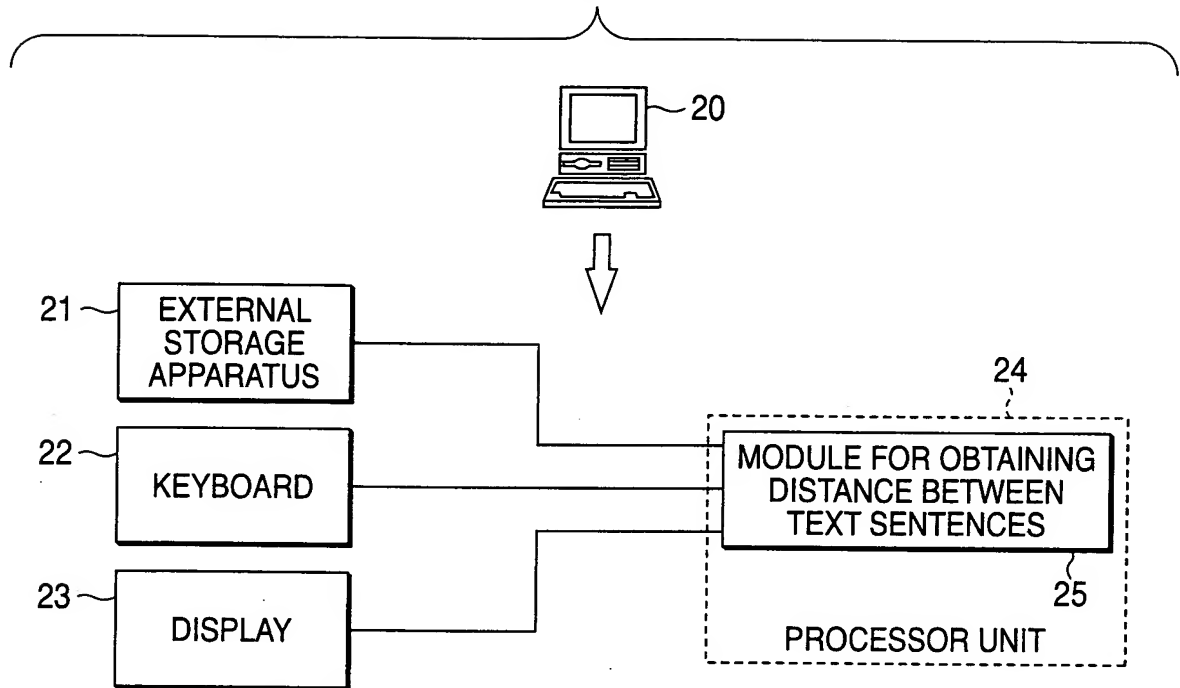 20
21
EXTERNAL
STORAGE
APPARATUS
22
KEYBOARD
23
DISPLAY
24
MODULE FOR OBTAINING
DISTANCE BETWEEN
TEXT SENTENCES
25
PROCESSOR UNIT